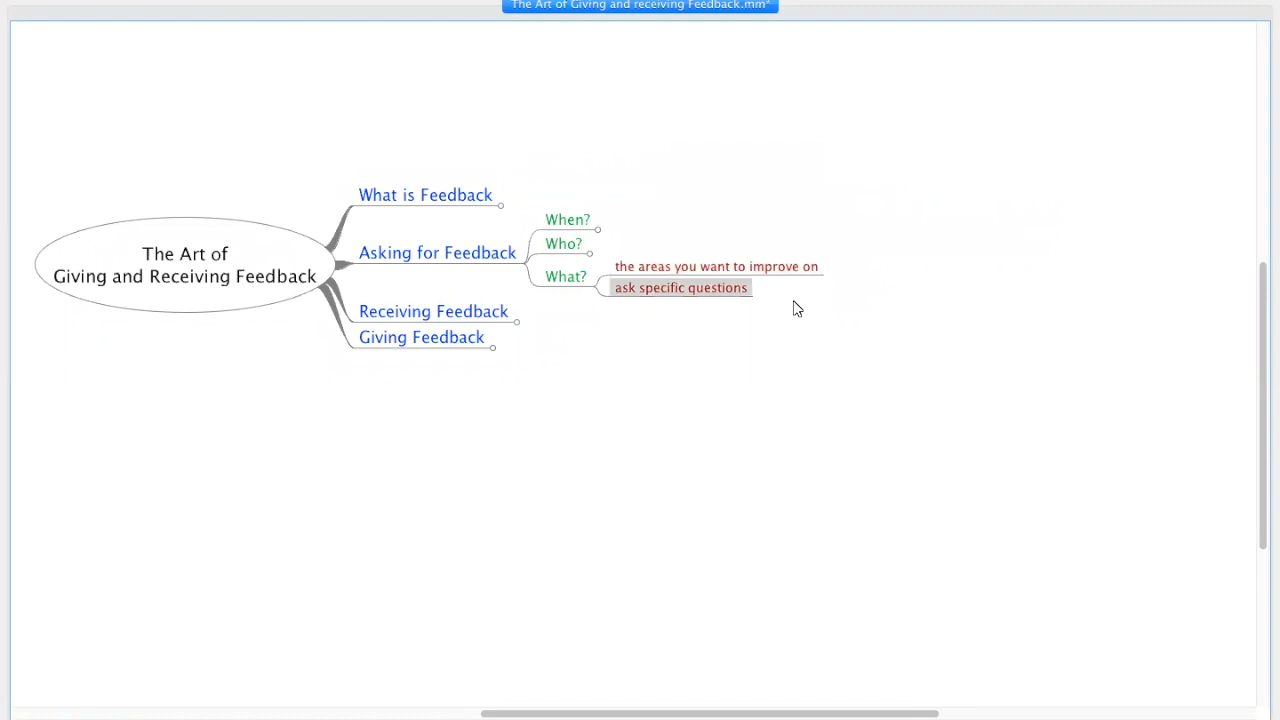 The Art of Giving and receiving Feedback.mm*
What is Feedback
When?
Asking for Feedback
Who?
The Art of
Giving and Receiving Feedback
What?
the areas you want to improve on
ask specific questions
Receiving Feedback
Giving Feedback